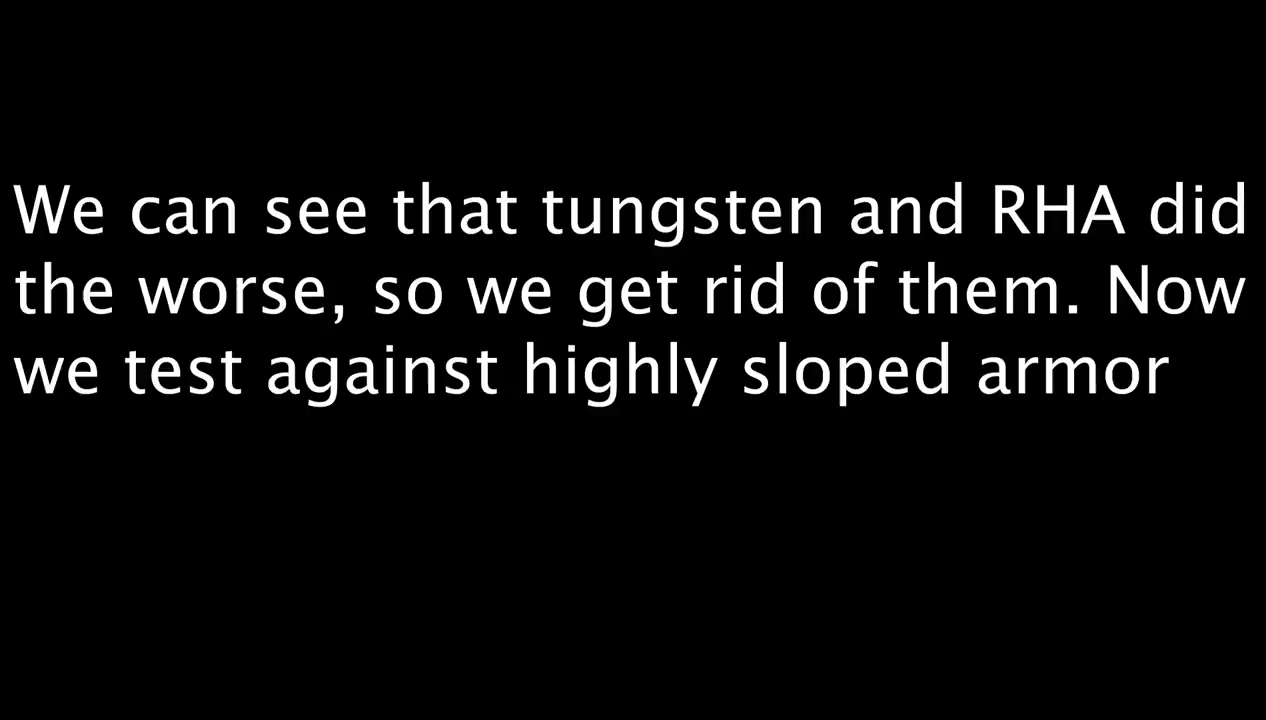 We can see that tungsten and RHA did
the worse, so we get rid of them. Now
we test against highly sloped armor